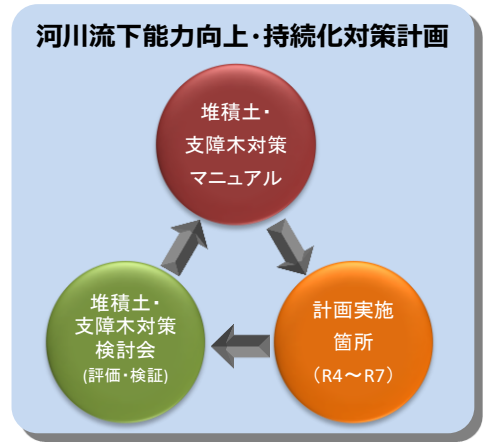 河川流下能力向上・持続化対策計画
堆積土・
支障木対策
マニュアル
計画実施
箇所
（R4～R7）
堆積土・
支障木対策
検討会
(評価・検証)